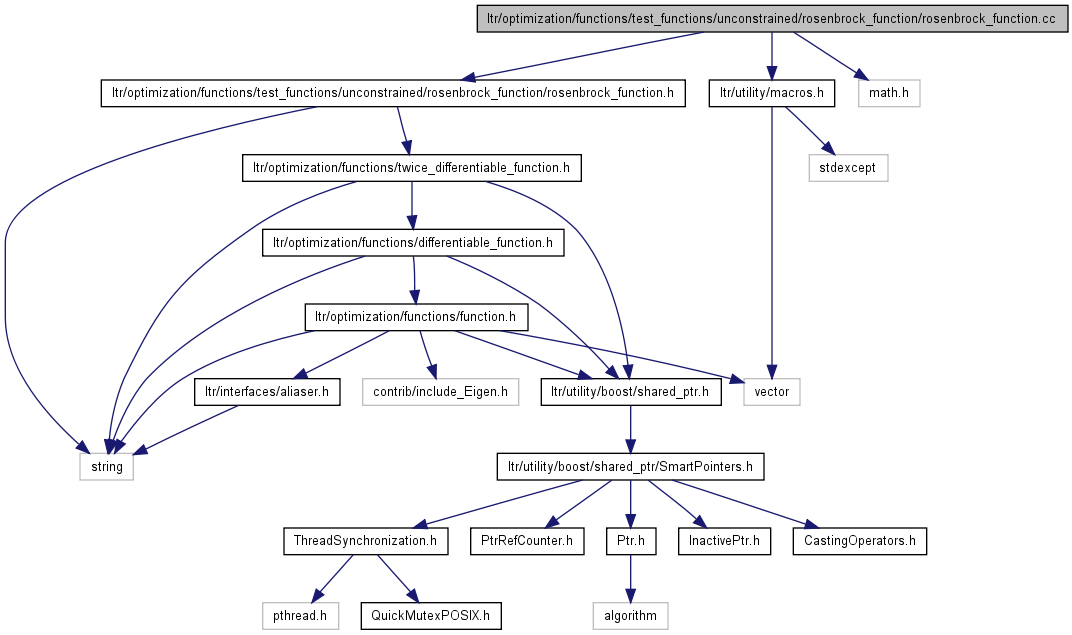 ltr/optimization/functions/test_functions/unconstrained/rosenbrock_function/rosenbrock_function.cc
ltr/optimization/functions/test_functions/unconstrained/rosenbrock_function/rosenbrock_function.h
ltr/utility/macros.h
math.h
ltr/optimization/functions/twice_differentiable_function.h
stdexcept
ltr/optimization/functions/differentiable_function.h
ltr/optimization/functions/function.h
ltr/interfaces/aliaser.h
contrib/include_Eigen.h
ltr/utility/boost/shared_ptr.h
vector
string
ltr/utility/boost/shared_ptr/SmartPointers.h
ThreadSynchronization.h
PtrRefCounter.h
Ptr.h
InactivePtr.h
CastingOperators.h
pthread.h
QuickMutexPOSIX.h
algorithm